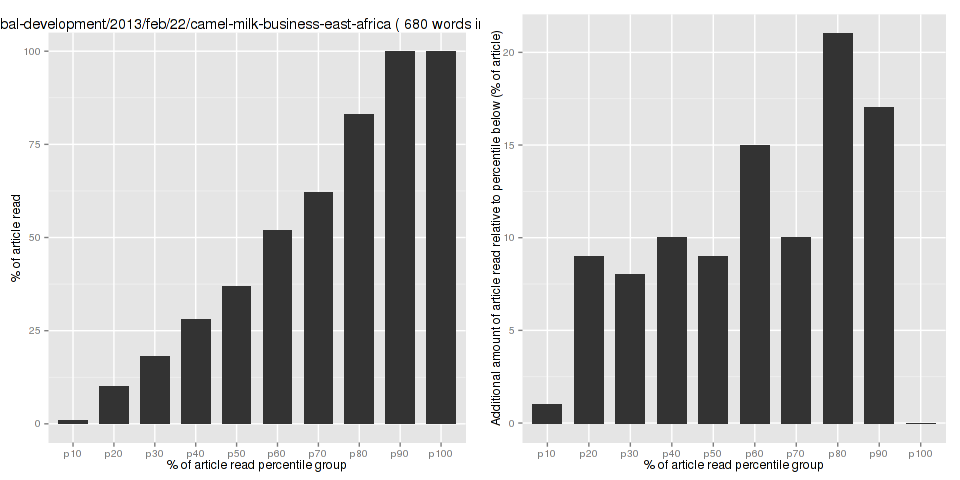 bal-development/2013/feb/22/camel-milk-business-east-africa ( 680 words in
100
75
50
25
0
% of article read
p10 p20 p30 p40 p50 p60 p70 p80 p90 p100
% of article read percentile group
Additional amount of article read relative to percentile below (% of article)
20
15
10
5
0
p10 p20 p30 p40 p50 p60 p70 p80 p90 p100
% of article read percentile group